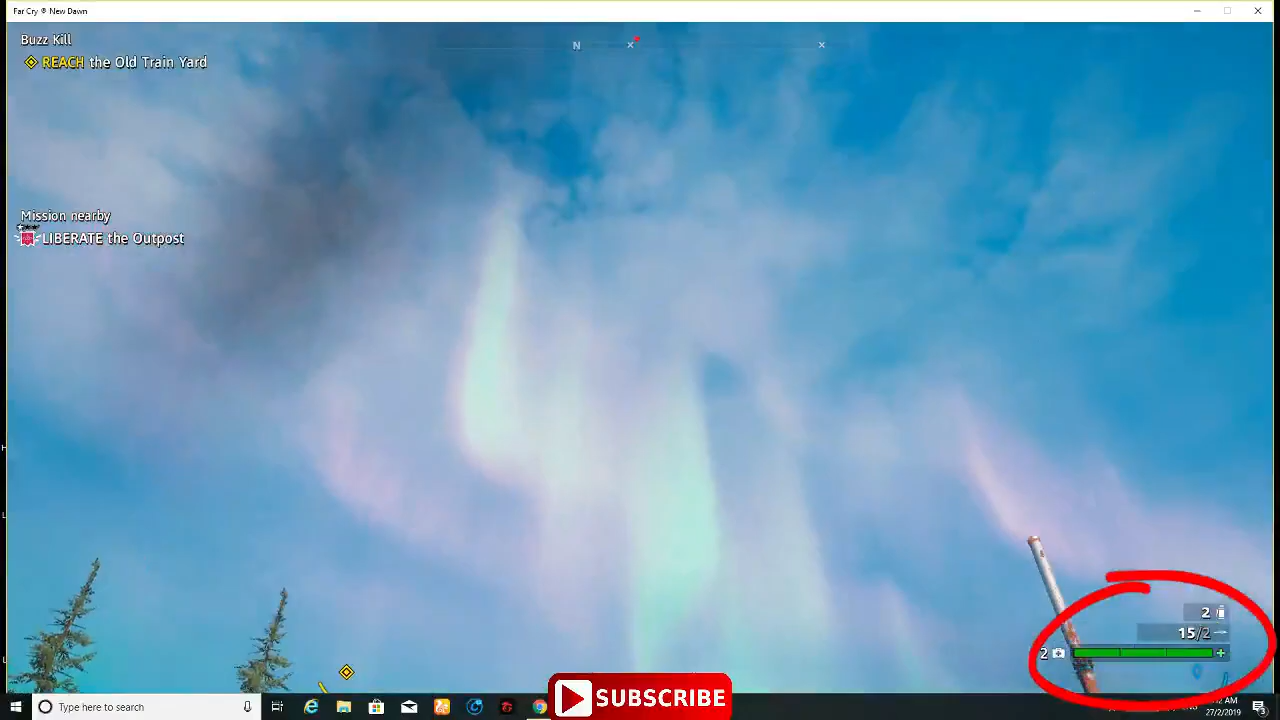 Far Cry ® New Dawn
Buzz Kill
N
REACH the Old Train Yard
Mission nearby
LIBERATE the Outpost
2
15/2
2
Type here to search
SUBSCRIBE
27/2/2019
3